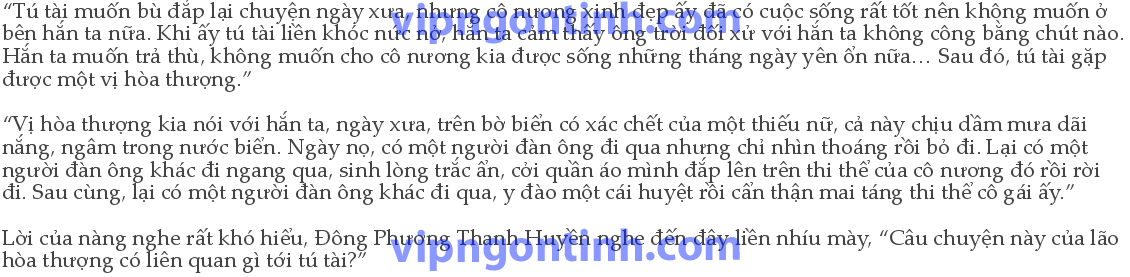 “Tú tài muốn bù đắp lại chuyện ngày xưa, nhưng cô nương xinh đẹp ấy đã có cuộc sống rất tốt nên không muốn ở
bên hắn ta nữa. Khi ấy tú tài liền khóc nức nở, hắn ta cảm thấy ông trời đối xử với hắn ta không công bằng chút nào.
Hắn ta muốn trả thù, không muốn cho cô nương kia được sống những tháng ngày yên ổn nữa… Sau đó, tú tài gặp
được một vị hòa thượng.”
“Vị hòa thượng kia nói với hắn ta, ngày xưa, trên bờ biển có xác chết của một thiếu nữ, cả này chịu dầm mưa dãi
nắng, ngâm trong nước biển. Ngày nọ, có một người đàn ông đi qua nhưng chỉ nhìn thoáng rồi bỏ đi. Lại có một
người đàn ông khác đi ngang qua, sinh lòng trắc ẩn, cởi quần áo mình đắp lên trên thi thể của cô nương đó rồi rời
đi. Sau cùng, lại có một người đàn ông khác đi qua, y đào một cái huyệt rồi cẩn thận mai táng thi thể cô gái ấy.”
Lời của nàng nghe rất khó hiểu, Đông Phương Thanh Huyền nghe đến đây liền nhíu mày, “Câu chuyện này của lão
hòa thượng có liên quan gì tới tú tài?”
vipngontinh.com
vipngontinh.com